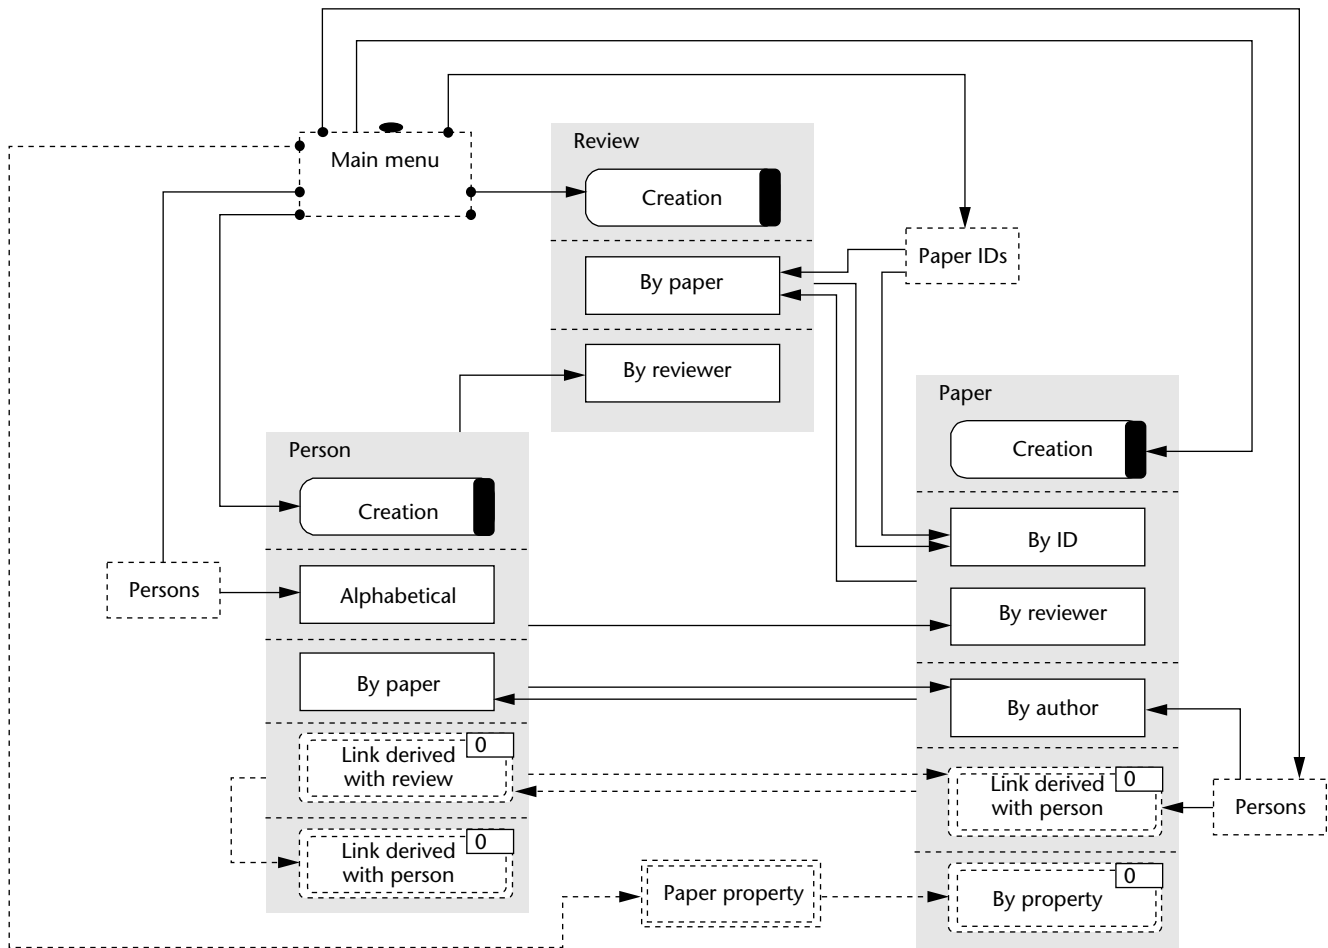 Main menu
Review
Creation
By paper
By reviewer
Paper IDs
Person
Creation
Persons
Alphabetical
By paper
0
Link derived
with review
0
Link derived
with person
Paper
Creation
By ID
By reviewer
By author
0
Link derived
with person
Persons
0
By property
Paper property